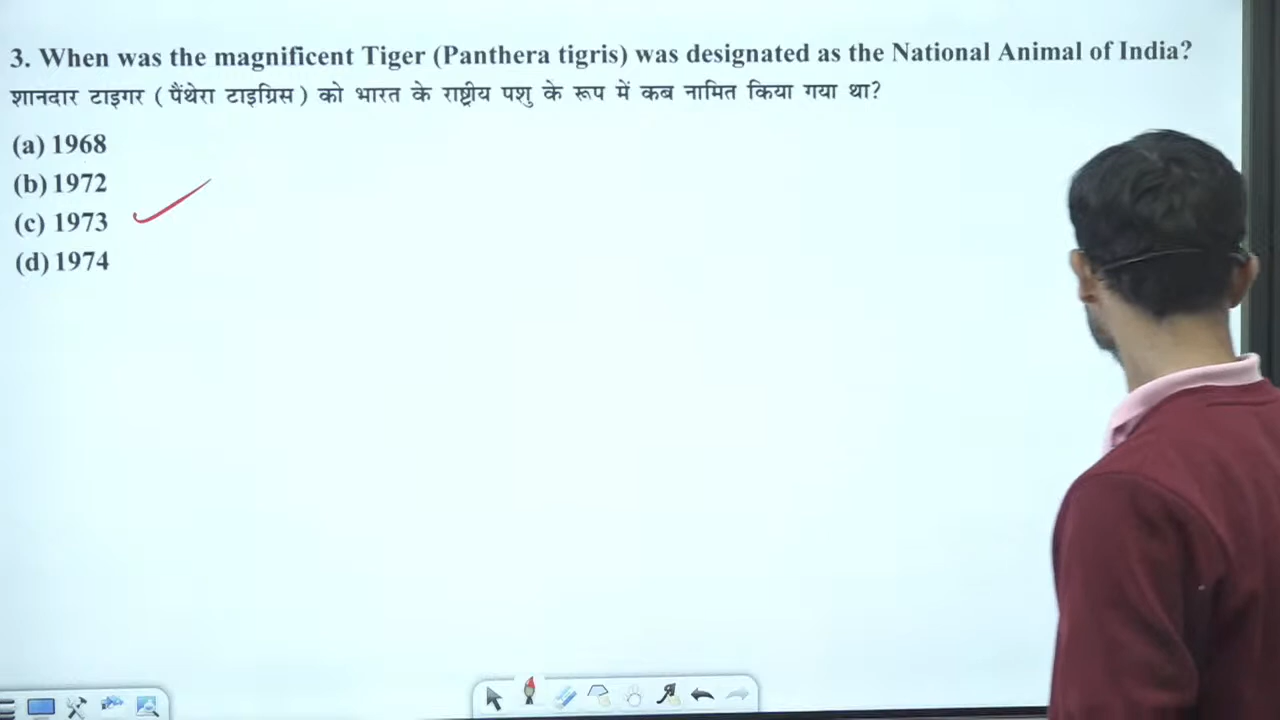 3. When was the magnificent Tiger (Panthera tigris) was designated as the National Animal of India?
शानदार टाइगर ( पैंथेरा टाइग्रिस ) को भारत के राष्ट्रीय पशु के रूप में कब नामित किया गया था?
(a) 1968
(b) 1972
(c) 1973
(d) 1974